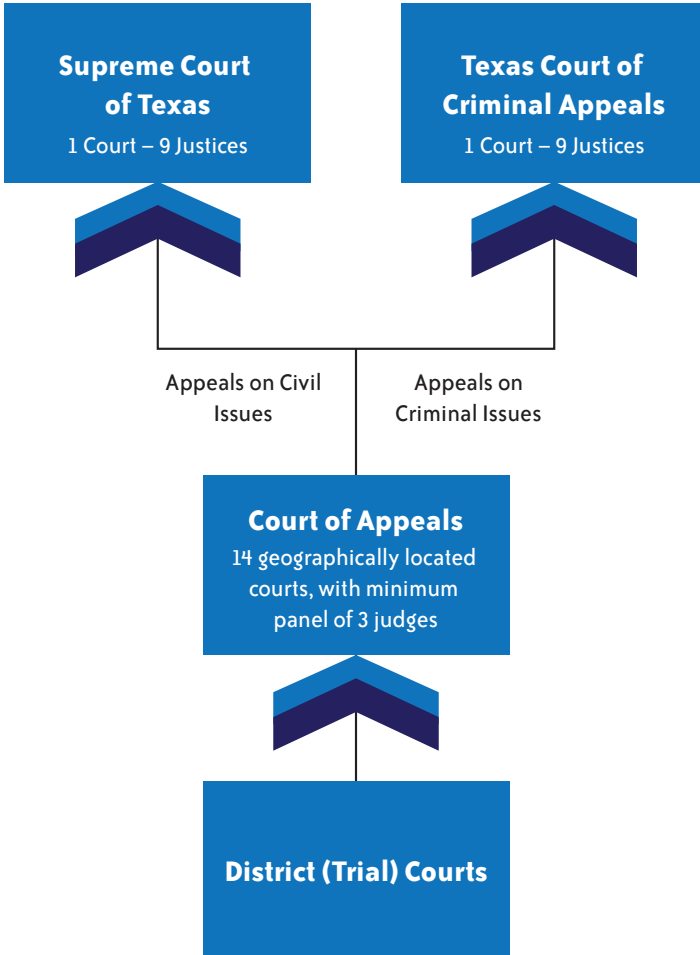 Supreme Court
of Texas
1 Court – 9 Justices
Texas Court of
Criminal Appeals
1 Court – 9 Justices
Appeals on Civil
Issues
Appeals on
Criminal Issues
Court of Appeals
14 geographically located
courts, with minimum
panel of 3 judges
District (Trial) Courts